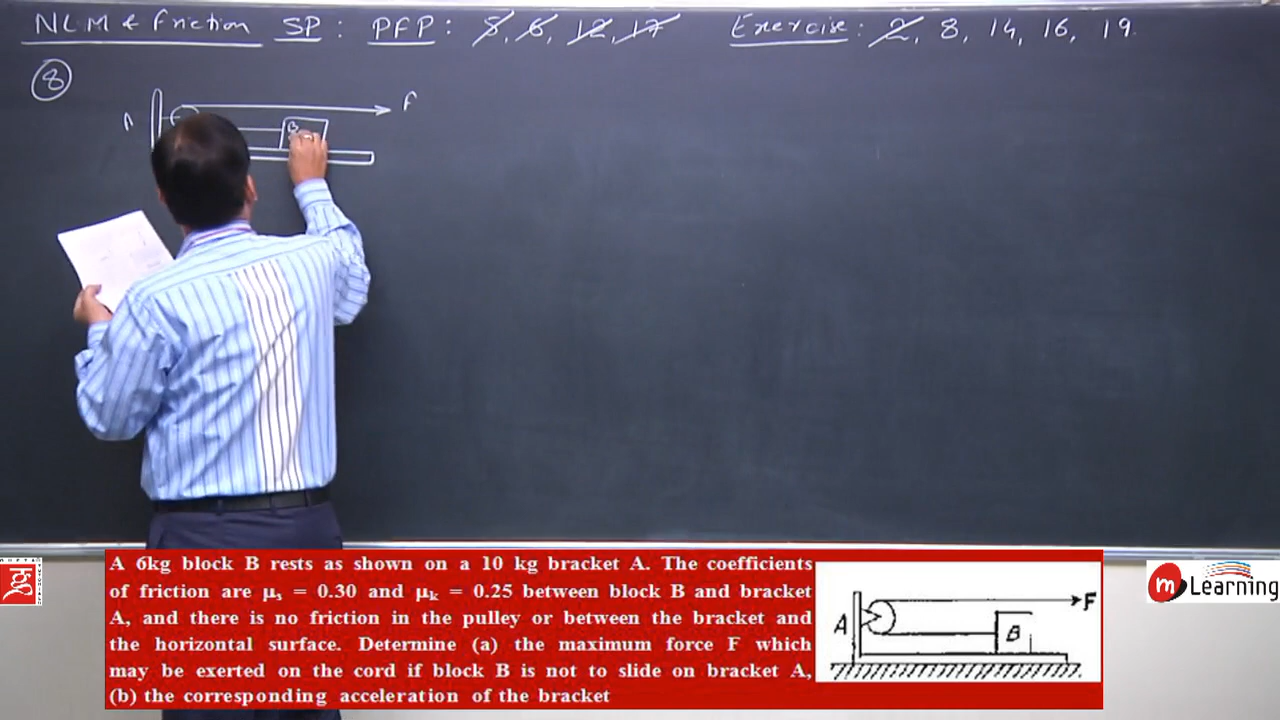 NLM & Friction SP : PFP : 5, 6, 12, 17 Exercise : 2, 8, 14, 16, 19.
8
F
B
A 6kg block B rests as shown on a 10 kg bracket A. The coefficients
of friction are μs = 0.30 and μk = 0.25 between block B and bracket
A, and there is no friction in the pulley or between the bracket and
the horizontal surface. Determine (a) the maximum force F which
may be exerted on the cord if block B is not to slide on bracket A,
(b) the corresponding acceleration of the bracket
A
F
B
m Learning